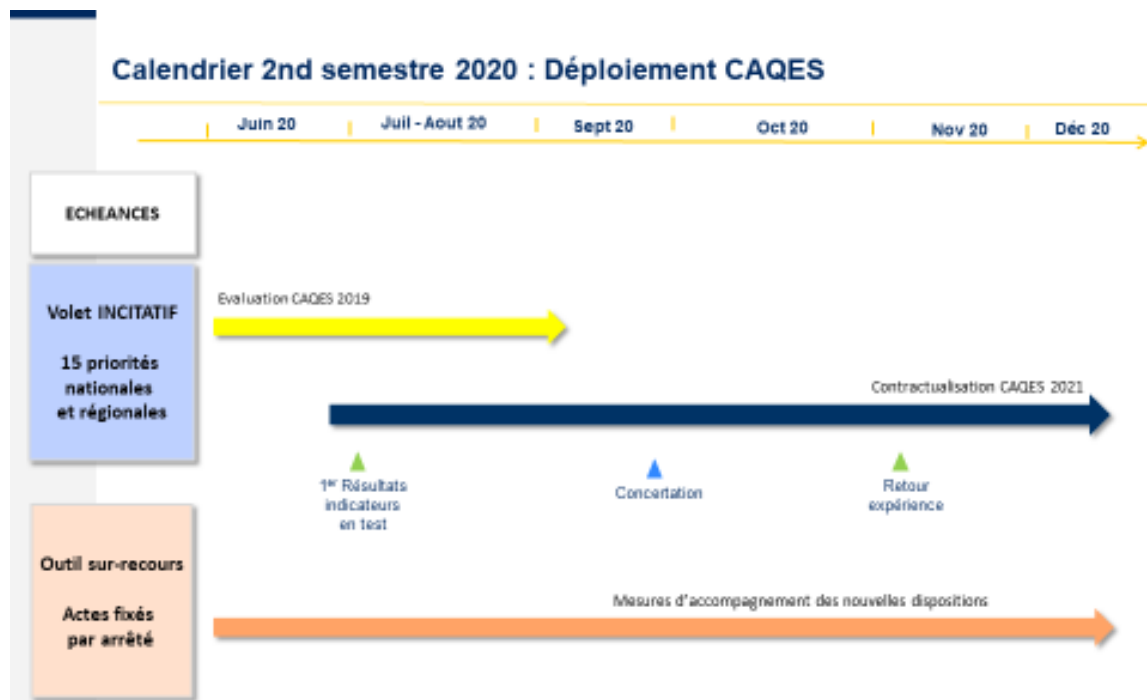 Calendrier 2nd semestre 2020 : Déploiement CAQES
Juin 20
Juil - Aout 20
Sept 20
Oct 20
Nov 20
Déc 20
ECHEANCES
Volet INCITATIF
15 priorités
nationales
et régionales
Evaluation CAQES 2019
Contractualisation CAQES 2021
1er Résultats
indicateurs
en test
Concertation
Retour
expérience
Outil sur-recours
Actes fixés
par arrêté
Mesures d'accompagnement des nouvelles dispositions